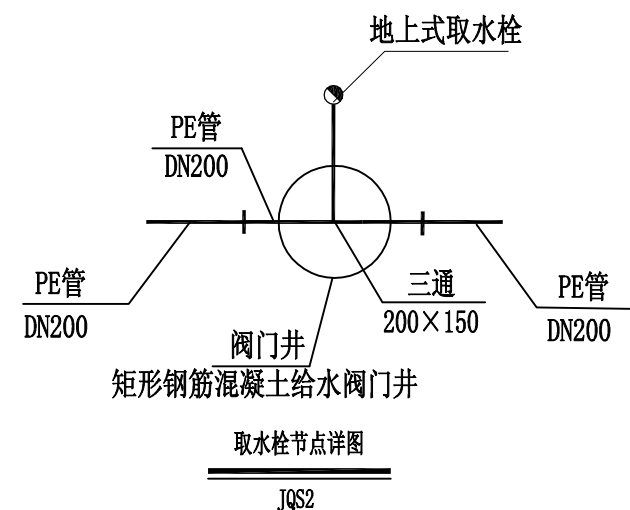 地上式取水栓
PE管
DN200
PE管
DN200
三通
200×150
PE管
DN200
阀门井
矩形钢筋混凝土给水阀门井
取水栓节点详图
JQS2